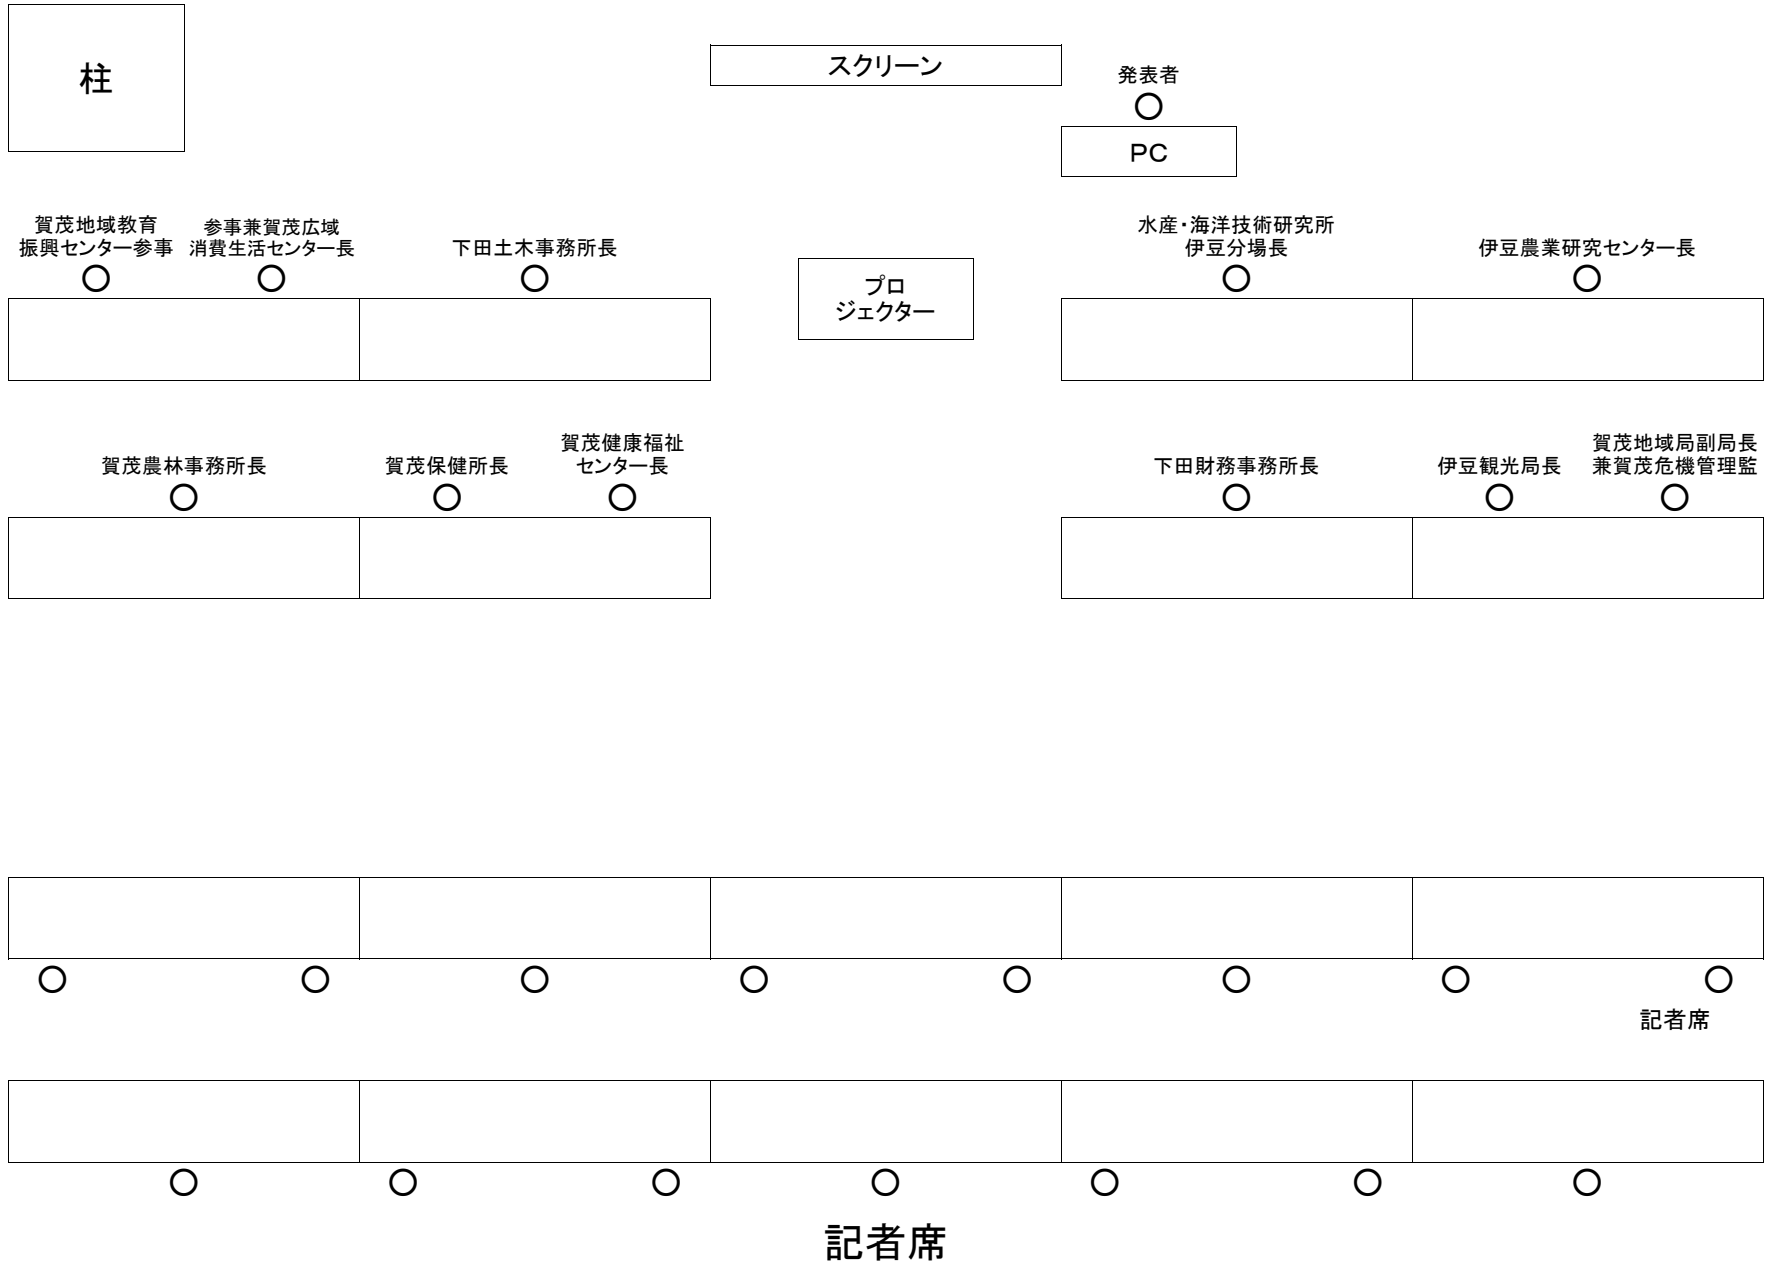 柱
スクリーン
発表者
PC
賀茂地域教育
振興センター参事
参事兼賀茂広域
消費生活センター長
下田土木事務所長
プロ
ジェクター
水産・海洋技術研究所
伊豆分場長
伊豆農業研究センター長
賀茂農林事務所長
賀茂保健所長
賀茂健康福祉
センター長
下田財務事務所長
伊豆観光局長
賀茂地域局副局長
兼賀茂危機管理監
記者席
記者席